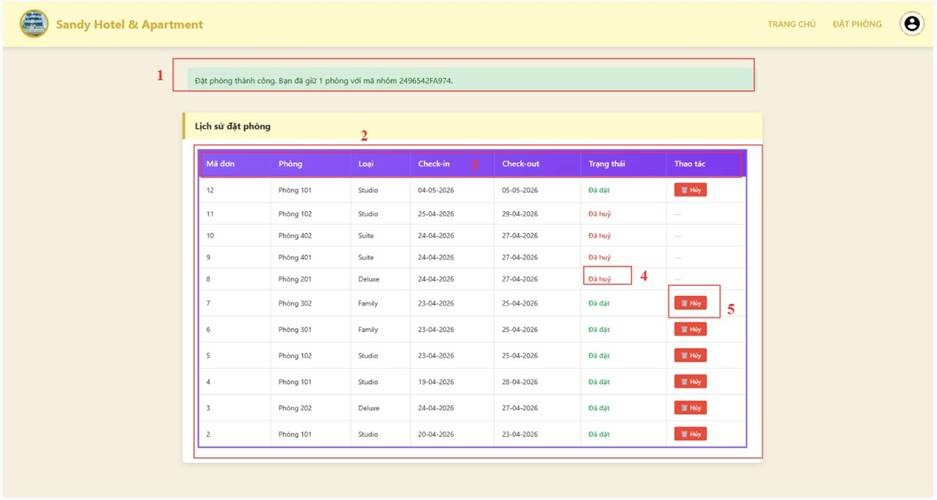 Sandy Hotel & Apartment TRANG CHỦ ĐẶT PHÒNG
1
Đặt phòng thành công. Bạn đã giữ 1 phòng với mã nhóm 2496542FA974.
Lịch sử đặt phòng
2
Mã đơn Phòng Loại Check-in 3 Check-out Trạng thái Thao tác
12 Phòng 101 Studio 04-05-2026 05-05-2026 Đã đặt Hủy
11 Phòng 102 Studio 25-04-2026 29-04-2026 Đã huỷ —
10 Phòng 402 Suite 24-04-2026 27-04-2026 Đã huỷ —
9 Phòng 401 Suite 24-04-2026 27-04-2026 Đã huỷ —
8 Phòng 201 Deluxe 24-04-2026 27-04-2026 Đã huỷ 4 —
7 Phòng 302 Family 23-04-2026 25-04-2026 Đã đặt Hủy 5
6 Phòng 301 Family 23-04-2026 25-04-2026 Đã đặt Hủy
5 Phòng 102 Studio 23-04-2026 25-04-2026 Đã đặt Hủy
4 Phòng 101 Studio 19-04-2026 28-04-2026 Đã đặt Hủy
3 Phòng 202 Deluxe 24-04-2026 27-04-2026 Đã đặt Hủy
2 Phòng 101 Studio 20-04-2026 23-04-2026 Đã đặt Hủy